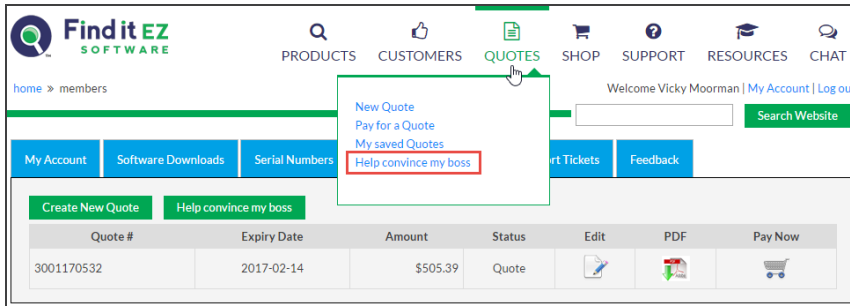 Find it EZ
SOFTWARE
PRODUCTS CUSTOMERS QUOTES SHOP SUPPORT RESOURCES CHAT
home » members
Welcome Vicky Moorman | My Account | Log ou
New Quote
Pay for a Quote
My saved Quotes
Help convince my boss
Search Website
My Account Software Downloads Serial Numbers rt Tickets Feedback
Create New Quote Help convince my boss
Quote # Expiry Date Amount Status Edit PDF Pay Now
3001170532 2017-02-14 $505.39 Quote